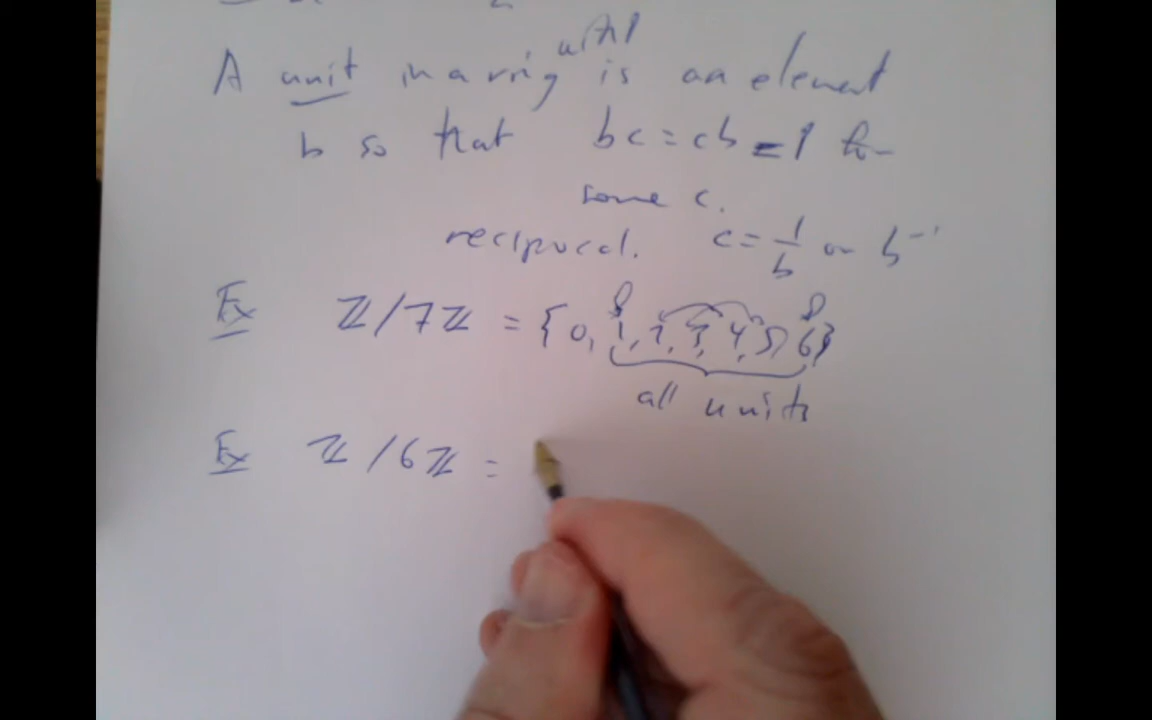 A unit in a ring with 1 is an element
b so that bc = cb = 1 for
some c.
reciprocal. c = 1/b or b⁻¹
Ex ℤ/7ℤ = {0, 1, 2, 3, 4, 5, 6}
all units
Ex ℤ/6ℤ =